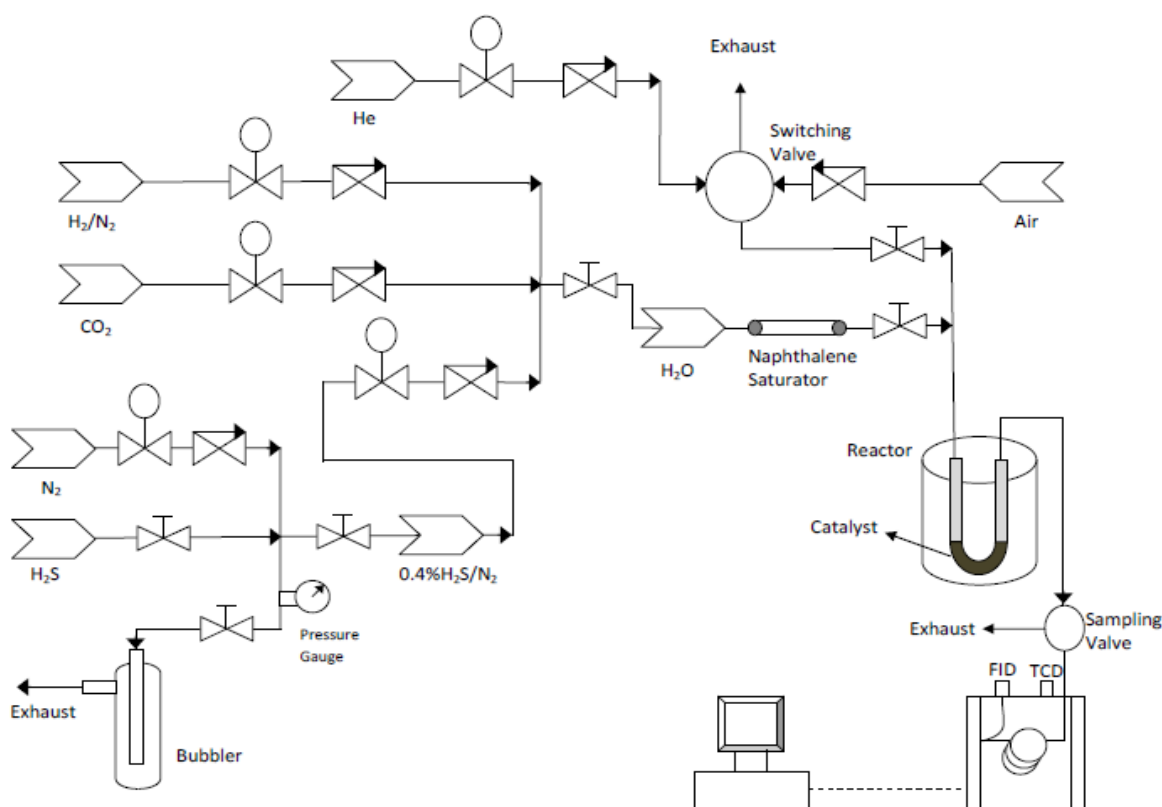 Exhaust
He
Switching
Valve
H₂/N₂
Air
CO₂
H₂O
Naphthalene
Saturator
N₂
Reactor
Catalyst
H₂S
0.4%H₂S/N₂
Pressure
Gauge
Exhaust
Sampling
Valve
FID
TCD
Exhaust
Bubbler